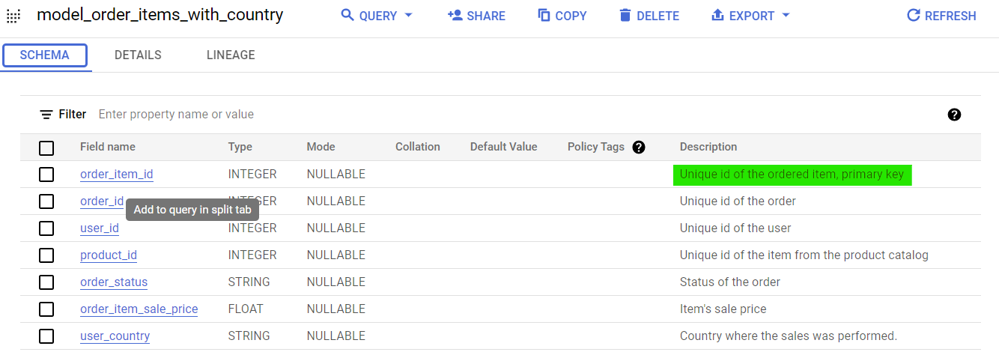 model_order_items_with_country QUERY SHARE COPY DELETE EXPORT REFRESH
SCHEMA DETAILS LINEAGE
Filter Enter property name or value ?
Field name Type Mode Collation Default Value Policy Tags ? Description
order_item_id INTEGER NULLABLE Unique id of the ordered item, primary key
order_id INTEGER NULLABLE Unique id of the order
Add to query in split tab
user_id INTEGER NULLABLE Unique id of the user
product_id INTEGER NULLABLE Unique id of the item from the product catalog
order_status STRING NULLABLE Status of the order
order_item_sale_price FLOAT NULLABLE Item's sale price
user_country STRING NULLABLE Country where the sales was performed.